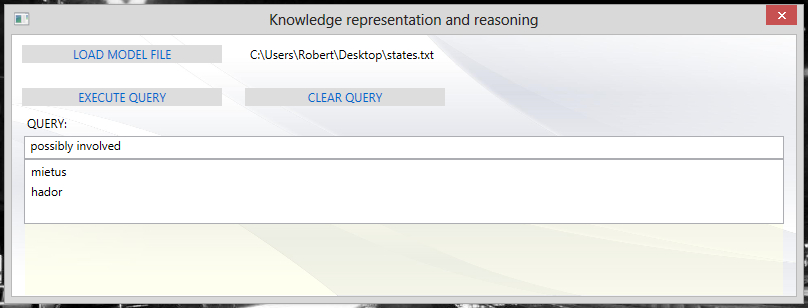 Knowledge representation and reasoning
LOAD MODEL FILE C:\Users\Robert\Desktop\states.txt
EXECUTE QUERY CLEAR QUERY
QUERY:
possibly involved
mietus
hador